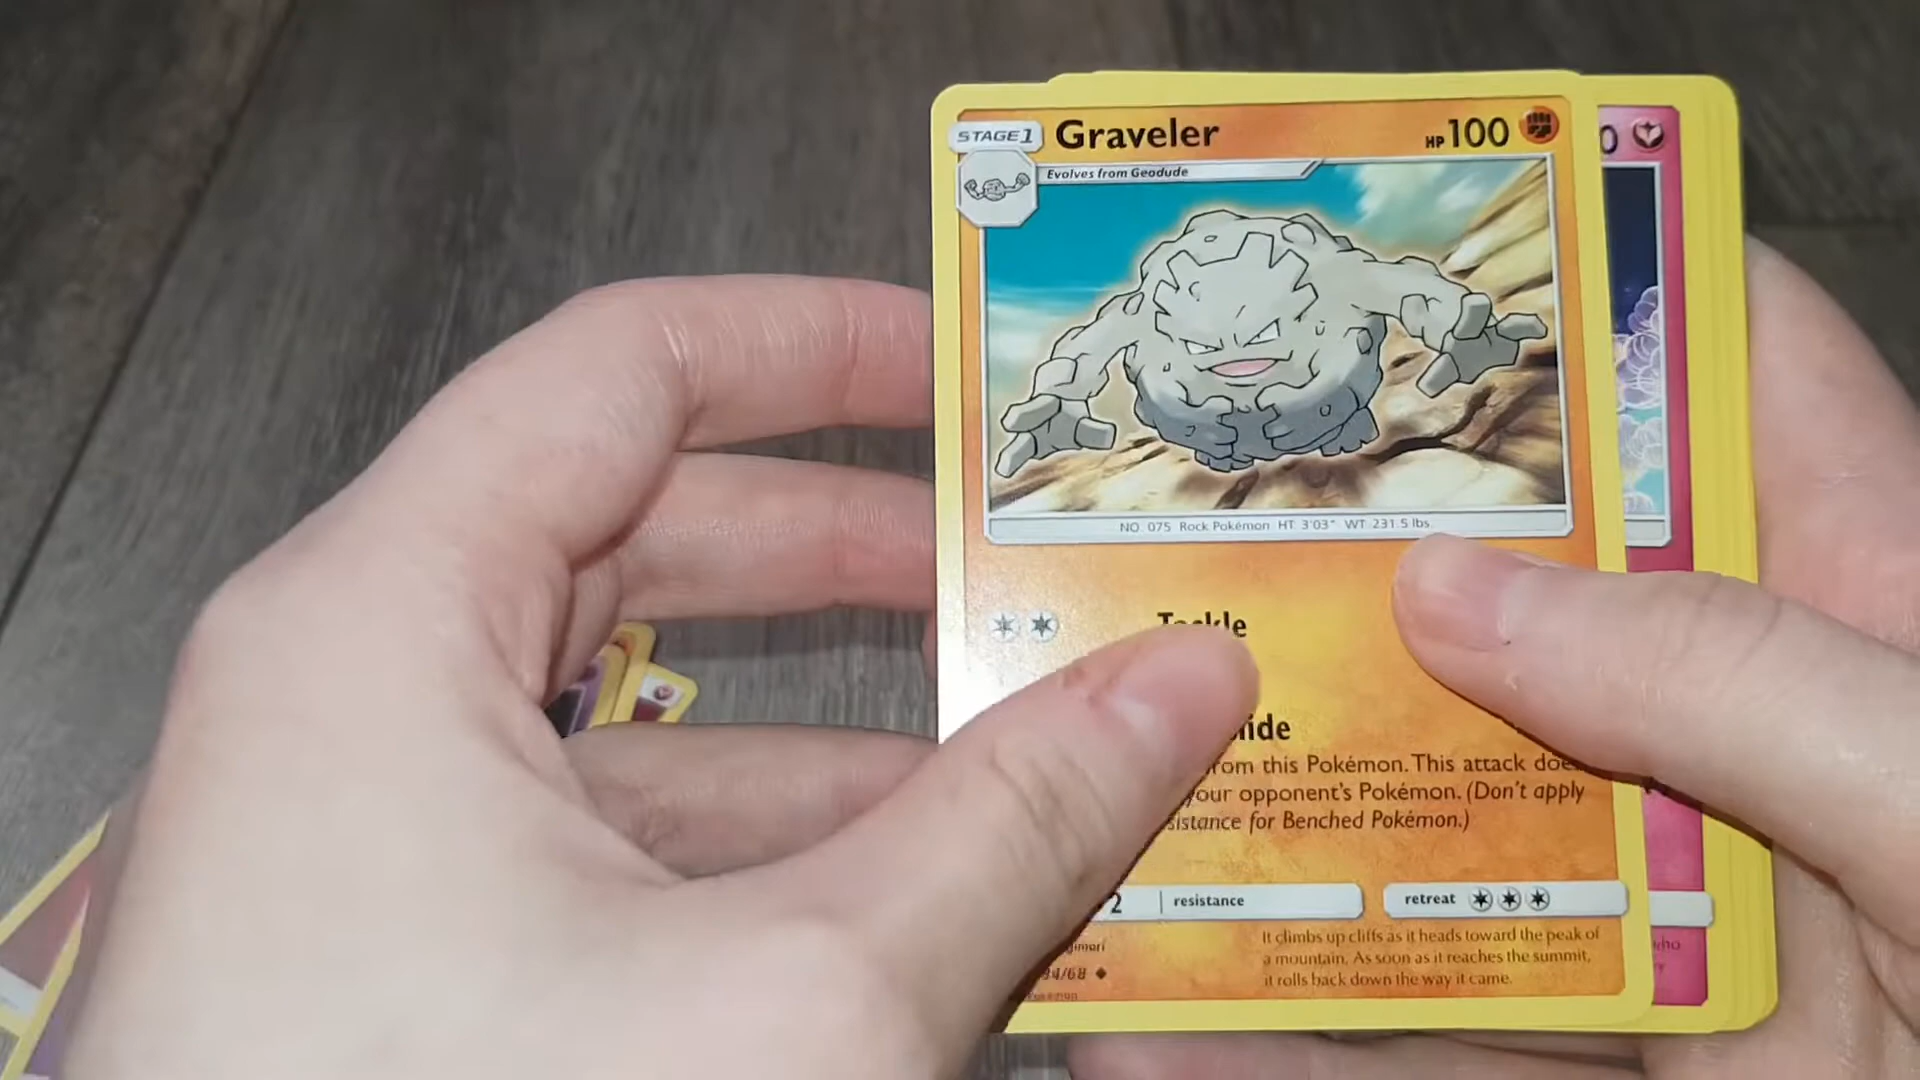 STAGE 1 Graveler HP 100
Evolves from Geodude
NO. 075 Rock Pokémon HT 3'03" WT 231.5 lbs.
Tackle
from this Pokémon. This attack
your opponent's Pokémon. (Don't apply
for Benched Pokémon.)
2 resistance retreat
It climbs up cliffs as it heads toward the peak of
a mountain. As soon as it reaches the summit,
it rolls back down the way it came.
34/68